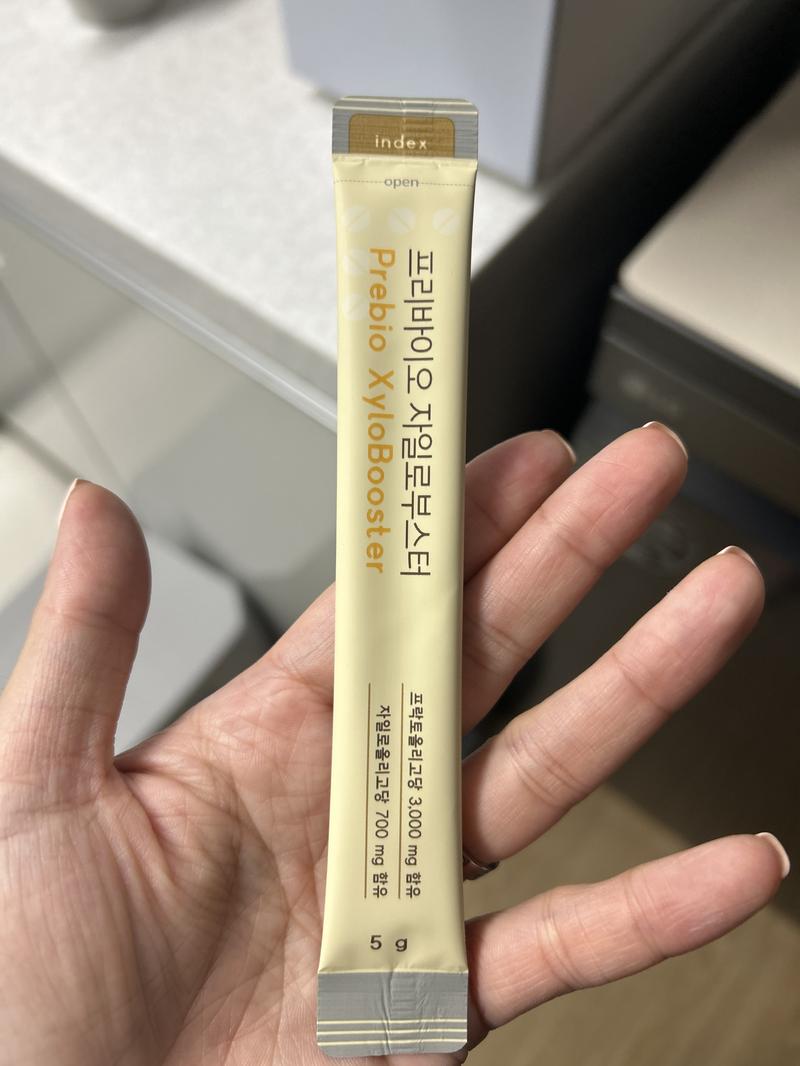 index
open
프리바이오 자일로부스터
Prebio XyloBooster
프락토올리고당 3,000 mg 함유
자일로올리고당 700 mg 함유
5 g